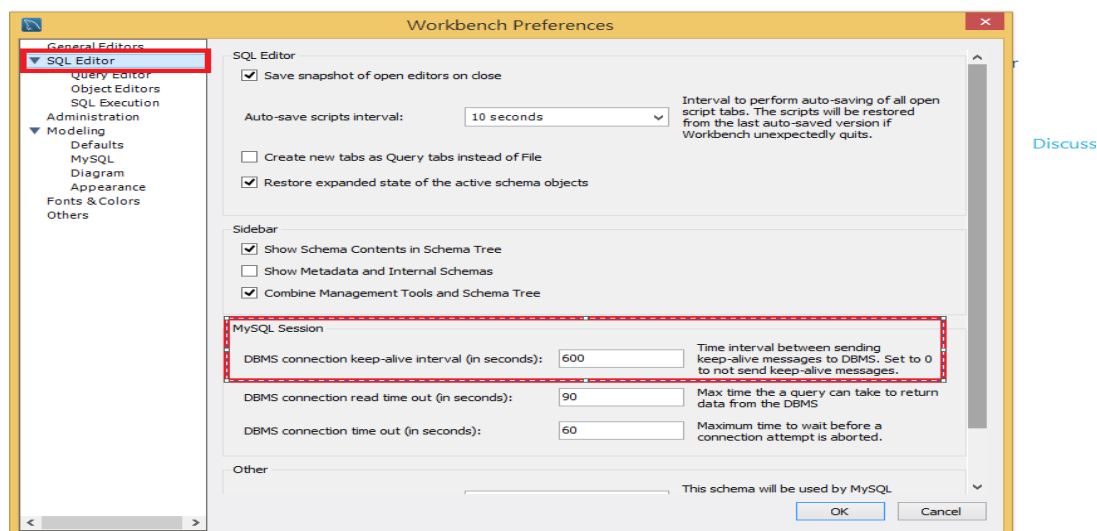 Workbench Preferences
General Editors
SQL Editor
Query Editor
Object Editors
SQL Execution
Administration
Modeling
Defaults
MySQL
Diagram
Appearance
Fonts & Colors
Others
SQL Editor
Save snapshot of open editors on close
Auto-save scripts interval:
10 seconds
Interval to perform auto-saving of all open
script tabs. The scripts will be restored
from the last auto-saved version if
Workbench unexpectedly quits.
Create new tabs as Query tabs instead of File
Restore expanded state of the active schema objects
Sidebar
Show Schema Contents in Schema Tree
Show Metadata and Internal Schemas
Combine Management Tools and Schema Tree
MySQL Session
DBMS connection keep-alive interval (in seconds):
600
Time interval between sending
keep-alive messages to DBMS. Set to 0
to not send keep-alive messages.
DBMS connection read time out (in seconds):
90
Max time the a query can take to return
data from the DBMS
DBMS connection time out (in seconds):
60
Maximum time to wait before a
connection attempt is aborted.
Other
This schema will be used by MySQL
OK
Cancel
r
Discuss